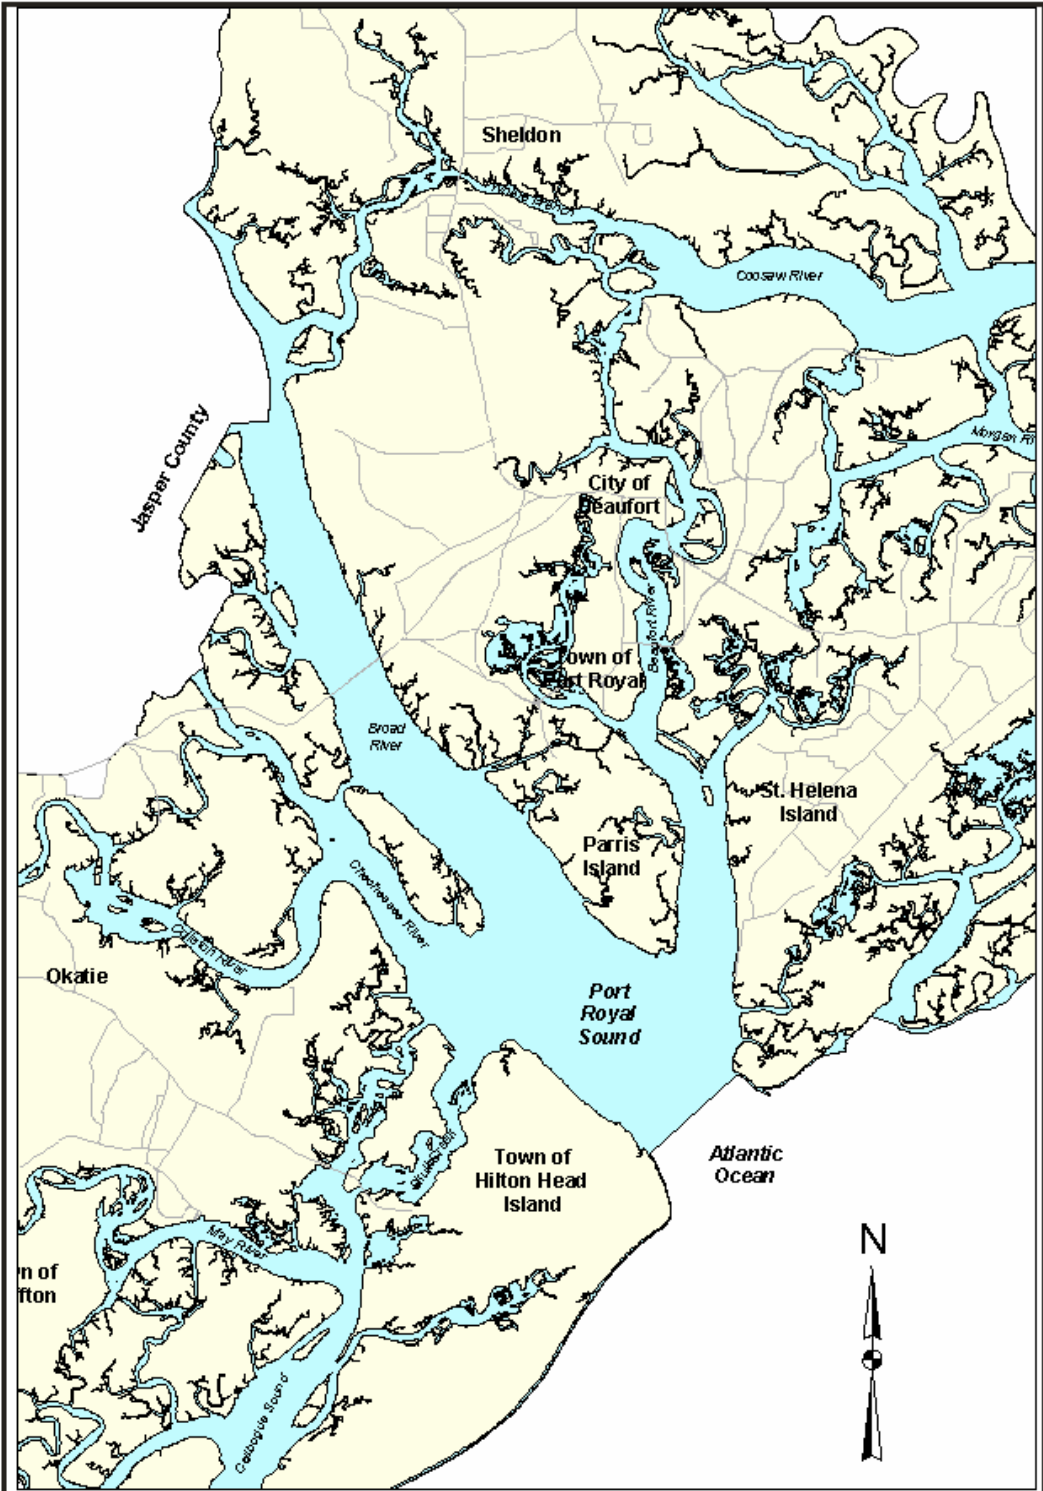 Sheldon
Coosaw River
Jasper County
Morgan Ri
City of
Beaufort
Beaufort River
Town of
Port Royal
Broad
River
St. Helena
Island
Parris
Island
Chechessee River
Colleton River
Okatie
Port
Royal
Sound
Town of
Hilton Head
Island
Atlantic
Ocean
N
May River
n of
ffton
Calibogue Sound